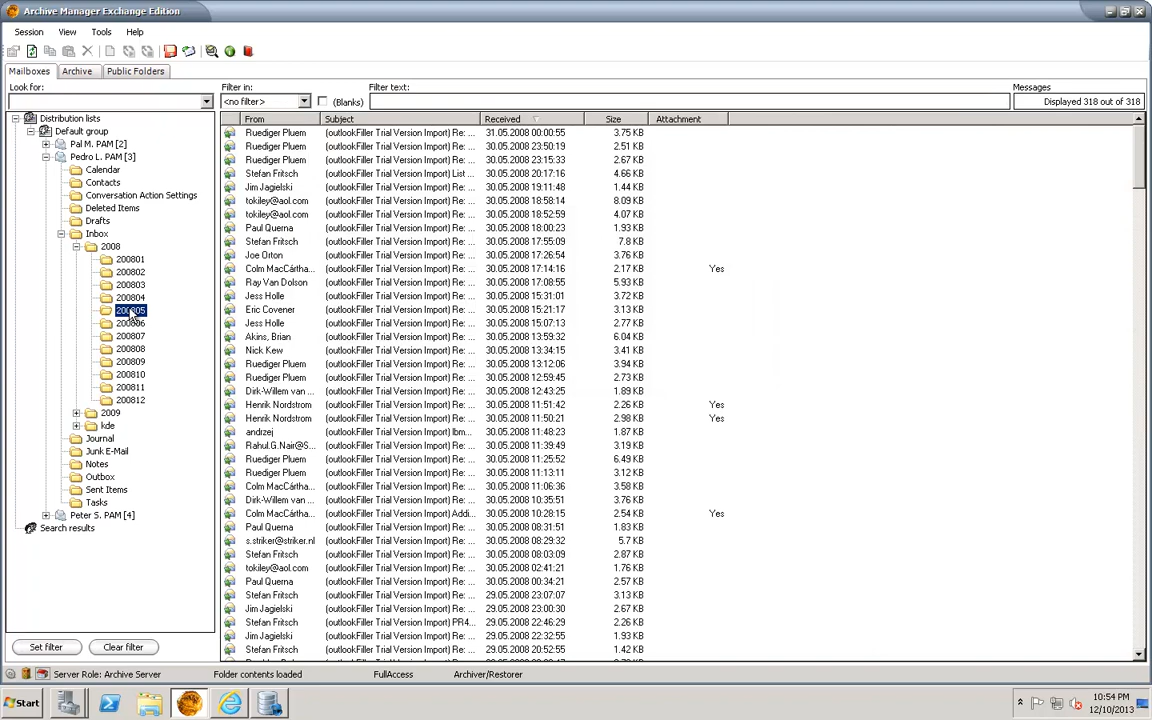 Archive Manager Exchange Edition
Session View Tools Help
Mailboxes Archive Public Folders
Look for: Filter in: Filter text: Messages
<no filter> (Blanks) Displayed 318 out of 318
Distribution lists
Default group
Pal M. PAM [2]
Pedro L. PAM [3]
Calendar
Contacts
Conversation Action Settings
Deleted Items
Drafts
Inbox
2008
200801
200802
200803
200804
200805
200806
200807
200808
200809
200810
200811
200812
2009
kde
Journal
Junk E-Mail
Notes
Outbox
Sent Items
Tasks
Peter S. PAM [4]
Search results
Set filter Clear filter
From Subject Received Size Attachment
Ruediger Pluem (outlookFiller Trial Version Import) Re: ... 31.05.2008 00:00:55 3.75 KB
Ruediger Pluem (outlookFiller Trial Version Import) Re: ... 30.05.2008 23:50:19 2.51 KB
Ruediger Pluem (outlookFiller Trial Version Import) Re: ... 30.05.2008 23:15:33 2.67 KB
Stefan Fritsch (outlookFiller Trial Version Import) List ... 30.05.2008 20:17:16 4.66 KB
Jim Jagielski (outlookFiller Trial Version Import) Re: ... 30.05.2008 19:11:48 1.44 KB
tokiley@aol.com (outlookFiller Trial Version Import) Re: ... 30.05.2008 18:58:14 8.09 KB
tokiley@aol.com (outlookFiller Trial Version Import) Re: ... 30.05.2008 18:52:59 4.07 KB
Paul Querna (outlookFiller Trial Version Import) Re: ... 30.05.2008 18:00:23 1.93 KB
Stefan Fritsch (outlookFiller Trial Version Import) Re: ... 30.05.2008 17:55:09 7.8 KB
Joe Orton (outlookFiller Trial Version Import) Re: ... 30.05.2008 17:26:54 3.76 KB
Colm MacCártha... (outlookFiller Trial Version Import) Re: ... 30.05.2008 17:14:16 2.17 KB Yes
Ray Van Dolson (outlookFiller Trial Version Import) Re: ... 30.05.2008 17:08:55 5.93 KB
Jess Holle (outlookFiller Trial Version Import) Re: ... 30.05.2008 15:31:01 3.72 KB
Eric Covener (outlookFiller Trial Version Import) Re: ... 30.05.2008 15:21:17 3.13 KB
Jess Holle (outlookFiller Trial Version Import) Re: ... 30.05.2008 15:07:13 2.77 KB
Akins, Brian (outlookFiller Trial Version Import) Re: ... 30.05.2008 13:59:32 6.04 KB
Nick Kew (outlookFiller Trial Version Import) Re: ... 30.05.2008 13:34:15 3.41 KB
Ruediger Pluem (outlookFiller Trial Version Import) Re: ... 30.05.2008 13:12:06 3.94 KB
Ruediger Pluem (outlookFiller Trial Version Import) Re: ... 30.05.2008 12:59:45 2.73 KB
Dirk-Willem van ... (outlookFiller Trial Version Import) Re: ... 30.05.2008 12:43:25 1.89 KB
Henrik Nordstrom (outlookFiller Trial Version Import) Re: ... 30.05.2008 11:51:42 2.26 KB Yes
Henrik Nordstrom (outlookFiller Trial Version Import) Re: ... 30.05.2008 11:50:21 2.98 KB Yes
andrzej (outlookFiller Trial Version Import) Ibm... 30.05.2008 11:48:23 1.87 KB
Rahul.G.Nair@S... (outlookFiller Trial Version Import) Re: ... 30.05.2008 11:39:49 3.19 KB
Ruediger Pluem (outlookFiller Trial Version Import) Re: ... 30.05.2008 11:25:52 6.49 KB
Ruediger Pluem (outlookFiller Trial Version Import) Re: ... 30.05.2008 11:13:11 3.12 KB
Colm MacCártha... (outlookFiller Trial Version Import) Re: ... 30.05.2008 11:06:36 3.58 KB
Dirk-Willem van ... (outlookFiller Trial Version Import) Re: ... 30.05.2008 10:35:51 3.76 KB
Colm MacCártha... (outlookFiller Trial Version Import) Addi... 30.05.2008 10:28:15 2.54 KB Yes
Paul Querna (outlookFiller Trial Version Import) Re: ... 30.05.2008 08:31:51 1.83 KB
s.striker@striker.nl (outlookFiller Trial Version Import) Re: ... 30.05.2008 08:30:09 5.7 KB
Stefan Fritsch (outlookFiller Trial Version Import) Re: ... 30.05.2008 08:03:09 2.87 KB
tokiley@aol.com (outlookFiller Trial Version Import) Re: ... 30.05.2008 02:41:21 1.76 KB
Paul Querna (outlookFiller Trial Version Import) Re: ... 30.05.2008 00:34:21 2.57 KB
Stefan Fritsch (outlookFiller Trial Version Import) Re: ... 29.05.2008 23:07:07 3.13 KB
Jim Jagielski (outlookFiller Trial Version Import) Re: ... 29.05.2008 23:00:30 2.67 KB
Stefan Fritsch (outlookFiller Trial Version Import) PR4... 29.05.2008 22:46:29 2.26 KB
Jim Jagielski (outlookFiller Trial Version Import) Re: ... 29.05.2008 22:32:55 1.93 KB
Stefan Fritsch (outlookFiller Trial Version Import) Re: ... 29.05.2008 20:52:55 1.42 KB
Server Role: Archive Server Folder contents loaded FullAccess Archiver/Restorer
Start 10:54 PM
12/10/2013